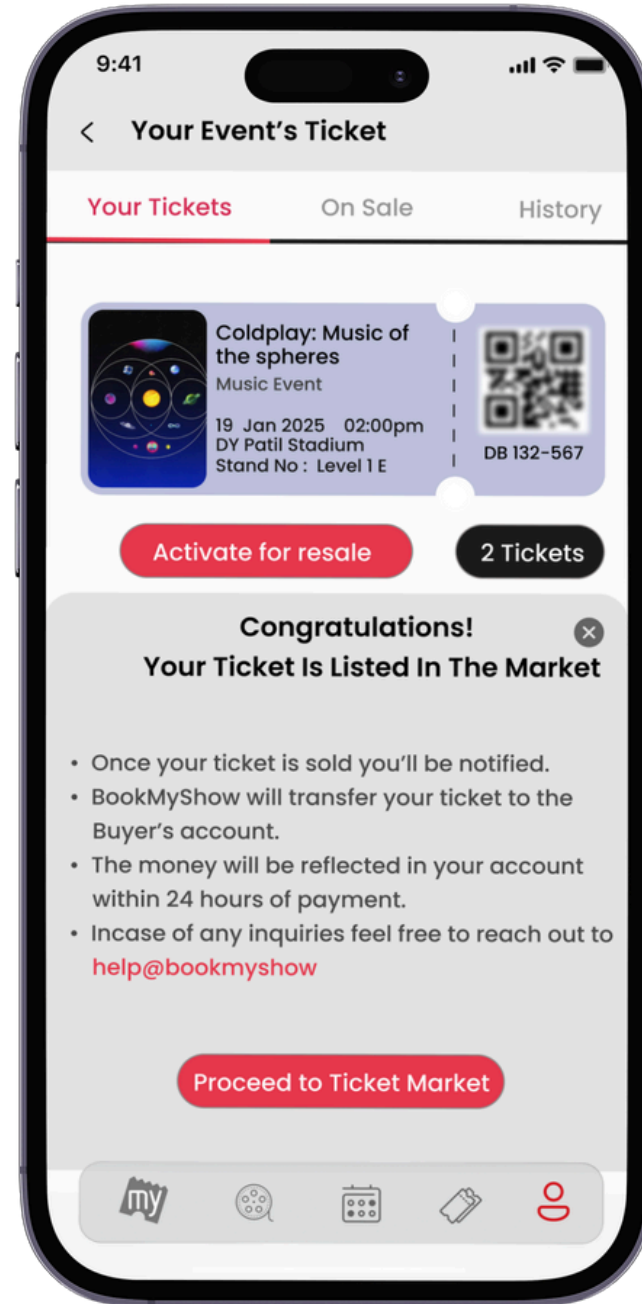 9:41
Your Event's Ticket
Your Tickets
On Sale
History
Coldplay: Music of
the spheres
Music Event
19 Jan 2025 02:00pm
DY Patil Stadium
Stand No : Level 1 E
DB 132-567
Activate for resale
2 Tickets
Congratulations!
Your Ticket Is Listed In The Market
• Once your ticket is sold you'll be notified.
• BookMyShow will transfer your ticket to the
Buyer's account.
• The money will be reflected in your account
within 24 hours of payment.
• Incase of any inquiries feel free to reach out to
help@bookmyshow
Proceed to Ticket Market
my